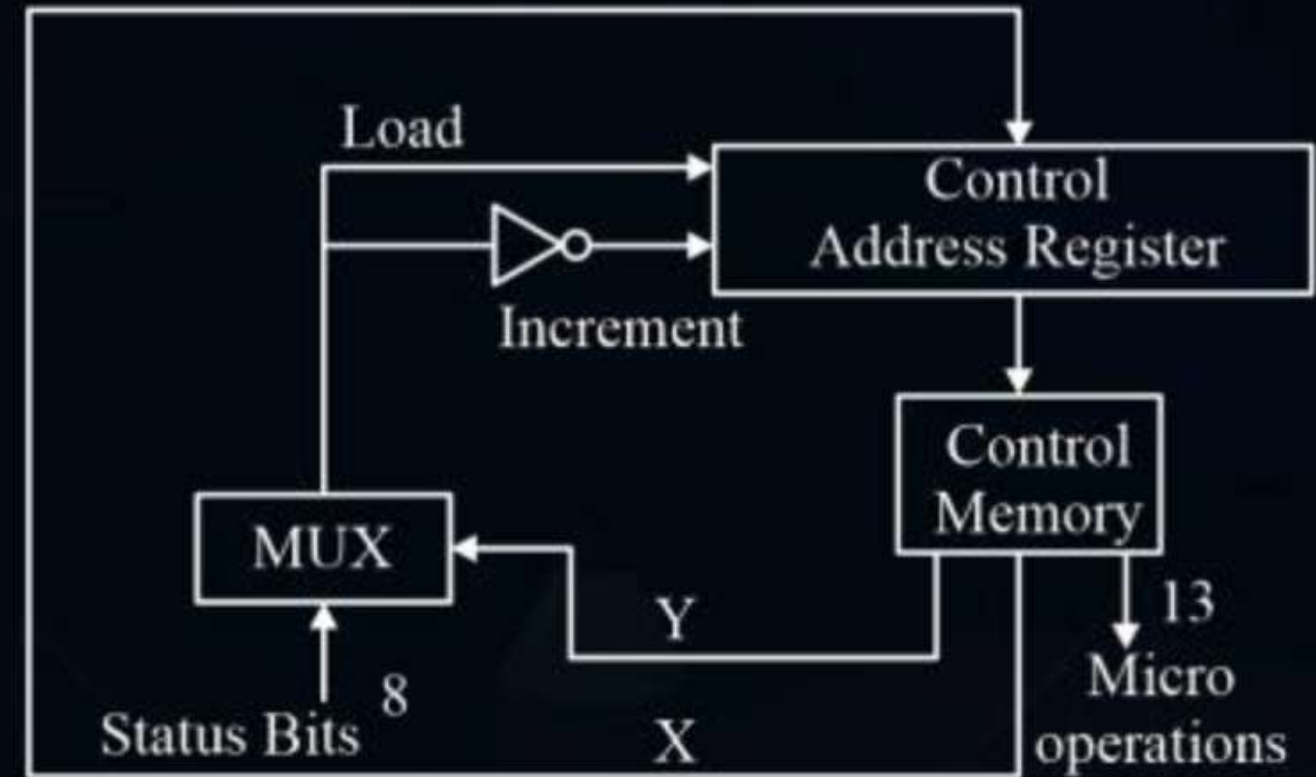 Load
Control
Address Register
Increment
Control
Memory
MUX
Y
13
Micro
operations
8
Status Bits
X